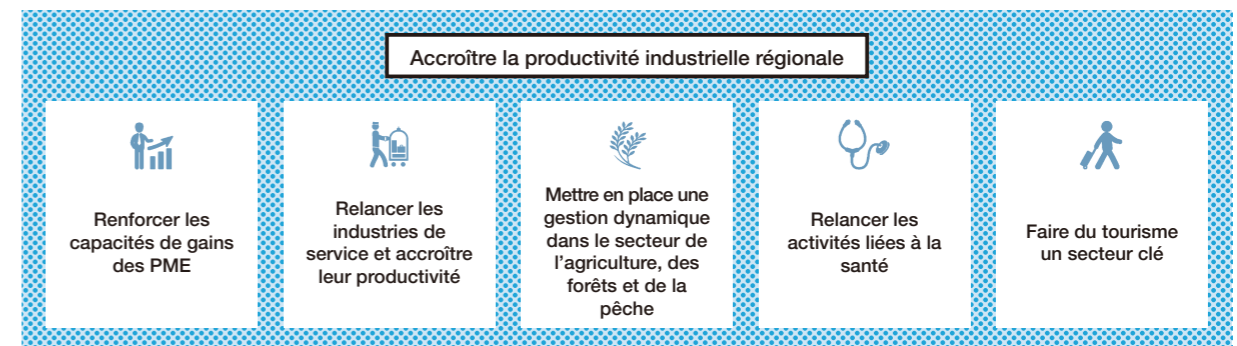 Accroître la productivité industrielle régionale
Renforcer les
capacités de gains
des PME
Relancer les
industries de
service et accroître
leur productivité
Mettre en place une
gestion dynamique
dans le secteur de
l’agriculture, des
forêts et de la
pêche
Relancer les
activités liées à la
santé
Faire du tourisme
un secteur clé